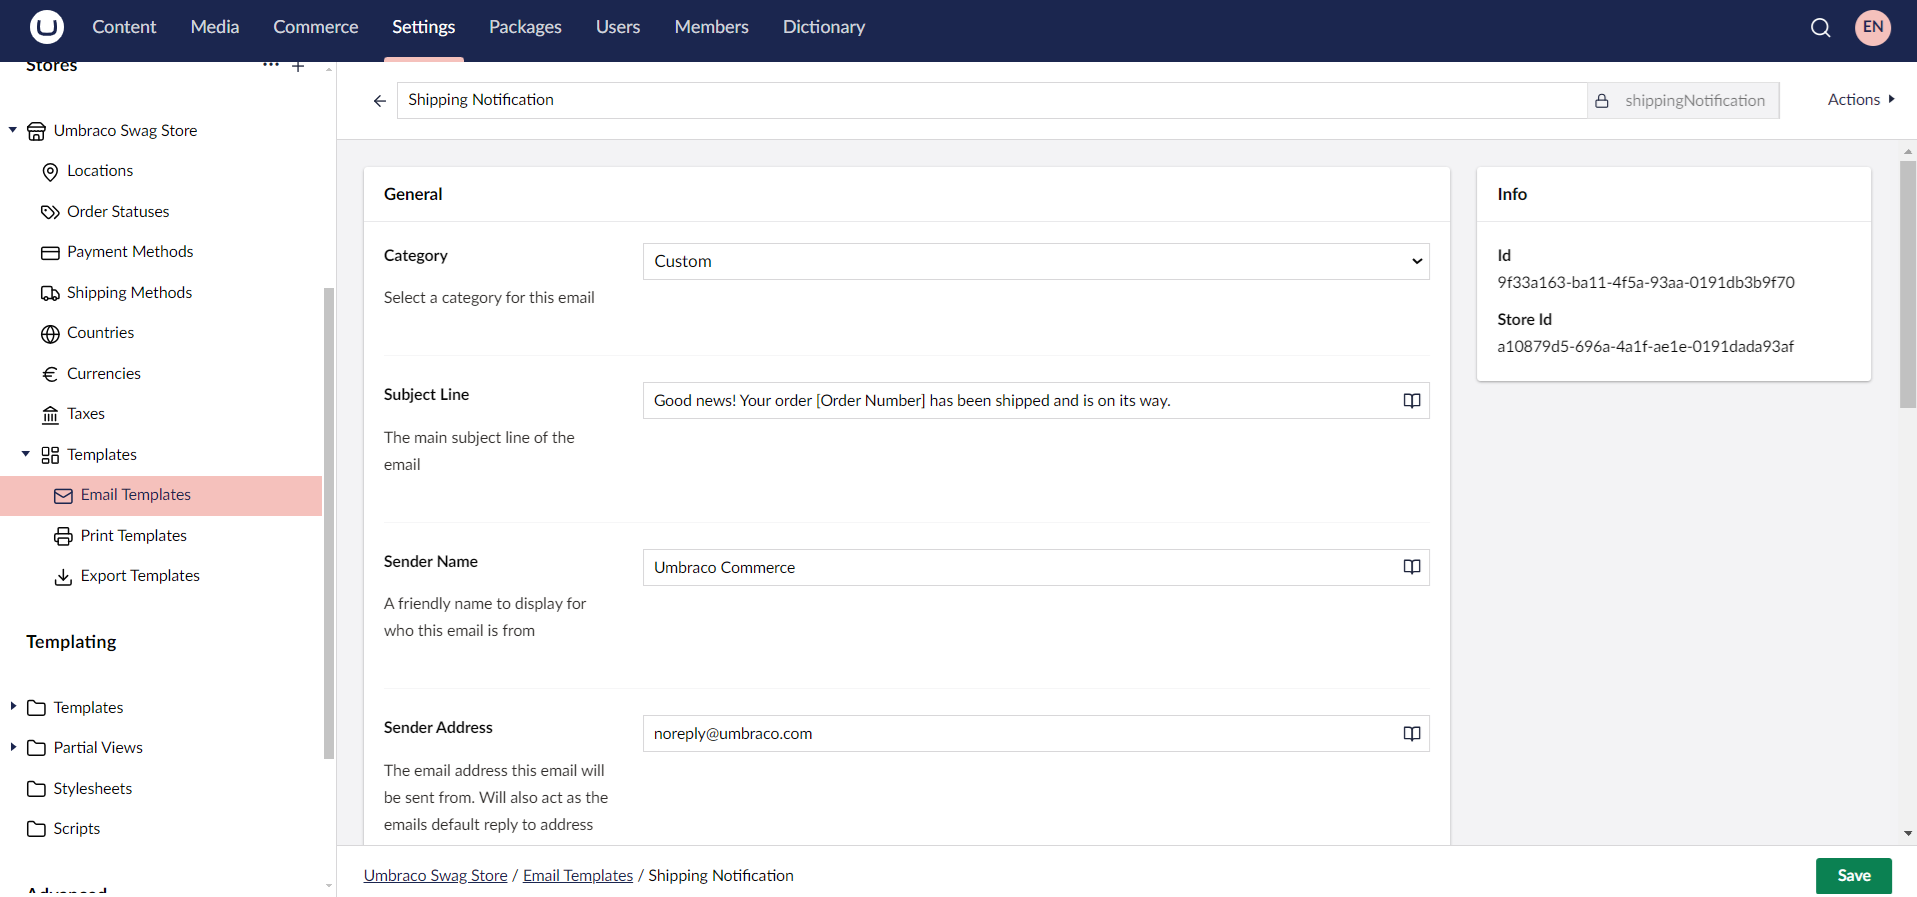 Content
Media
Commerce
Settings
Packages
Users
Members
Dictionary
EN
Stores
Umbraco Swag Store
Locations
Order Statuses
Payment Methods
Shipping Methods
Countries
Currencies
Taxes
Templates
Email Templates
Print Templates
Export Templates
Templating
Templates
Partial Views
Stylesheets
Scripts
Advanced
Shipping Notification
shippingNotification
Actions
General
Category
Select a category for this email
Custom
Subject Line
The main subject line of the
email
Good news! Your order [Order Number] has been shipped and is on its way.
Sender Name
A friendly name to display for
who this email is from
Umbraco Commerce
Sender Address
The email address this email will
be sent from. Will also act as the
emails default reply to address
noreply@umbraco.com
Info
Id
9f33a163-ba11-4f5a-93aa-0191db3b9f70
Store Id
a10879d5-696a-4a1f-ae1e-0191dada93af
Umbraco Swag Store / Email Templates / Shipping Notification
Save